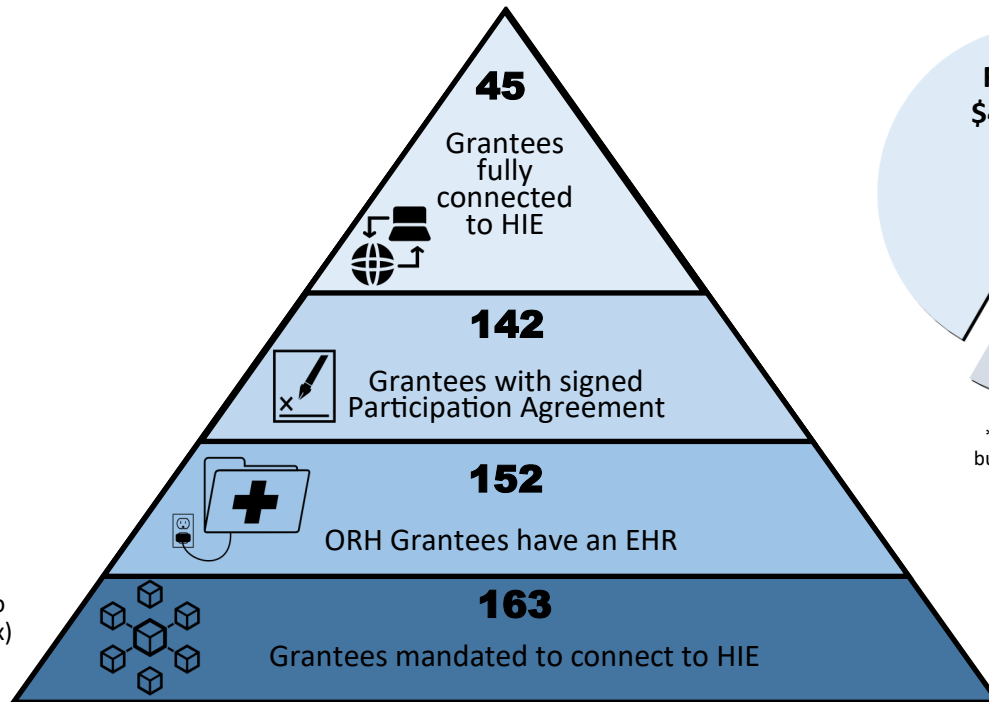 45
Grantees
fully
connected
to HIE
142
Grantees with signed
Participation Agreement
x
152
ORH Grantees have an EHR
163
Grantees mandated to connect to HIE
x)
*